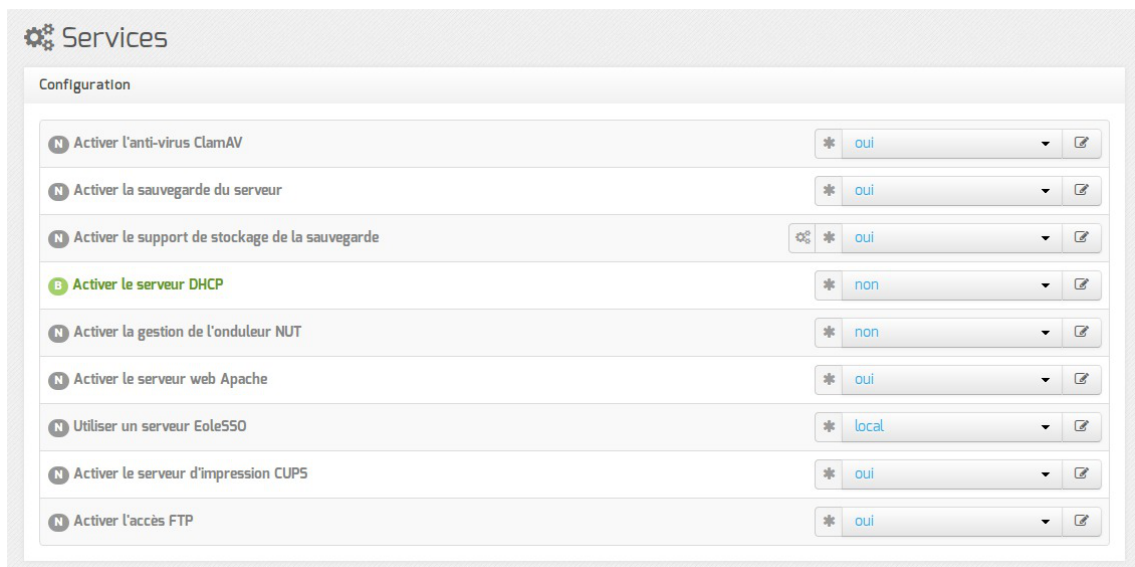 Services
Configuration
N Activer l'anti-virus ClamAV * oui
N Activer la sauvegarde du serveur * oui
N Activer le support de stockage de la sauvegarde * oui
B Activer le serveur DHCP * non
N Activer la gestion de l'onduleur NUT * non
N Activer le serveur web Apache * oui
N Utiliser un serveur EoleSSO * local
N Activer le serveur d'impression CUPS * oui
N Activer l'accès FTP * oui